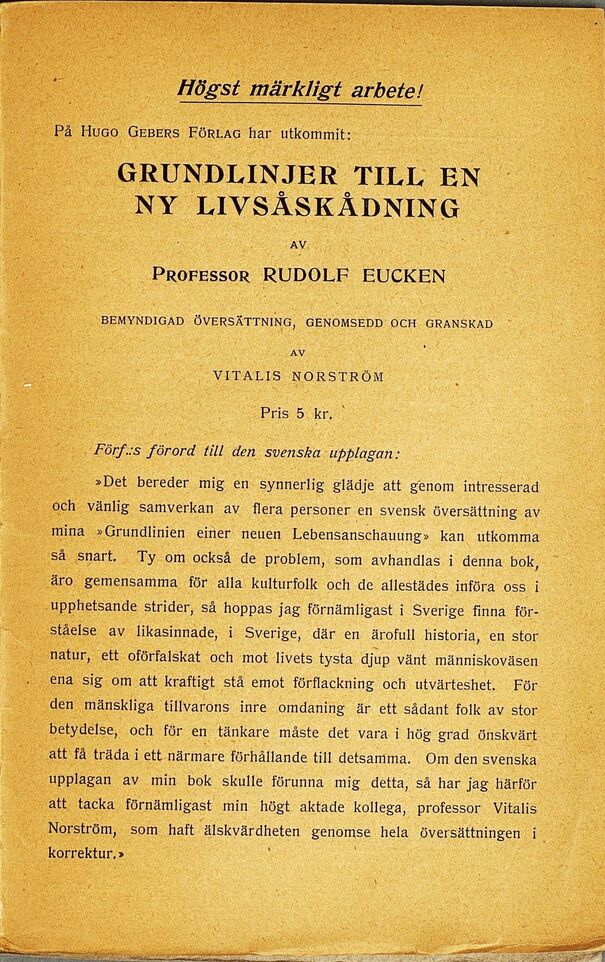 Högst märkligt arbete!
På HUGO GEBERS FÖRLAG har utkommit:
GRUNDLINJER TILL EN
NY LIVSÅSKÅDNING
AV
PROFESSOR RUDOLF EUCKEN
BEMYNDIGAD ÖVERSÄTTNING, GENOMSEDD OCH GRANSKAD
AV
VITALIS NORSTRÖM
Pris 5 kr.
Förf.:s förord till den svenska upplagan:
»Det bereder mig en synnerlig glädje att genom intresserad
och vänlig samverkan av flera personer en svensk översättning av
mina »Grundlinien einer neuen Lebensanschauung» kan utkomma
så snart. Ty om också de problem, som avhandlas i denna bok,
äro gemensamma för alla kulturfolk och de allestädes införa oss i
upphetsande strider, så hoppas jag förnämligast i Sverige finna för-
ståelse av likasinnade, i Sverige, där en ärofull historia, en stor
natur, ett oförfalskat och mot livets tysta djup vänt människoväsen
ena sig om att kraftigt stå emot förflackning och utvärteshet. För
den mänskliga tillvarons inre omdaning är ett sådant folk av stor
betydelse, och för en tänkare måste det vara i hög grad önskvärt
att få träda i ett närmare förhållande till detsamma. Om den svenska
upplagan av min bok skulle förunna mig detta, så har jag härför
att tacka förnämligast min högt aktade kollega, professor Vitalis
Norström, som haft älskvärdheten genomse hela översättningen i
korrektur.»